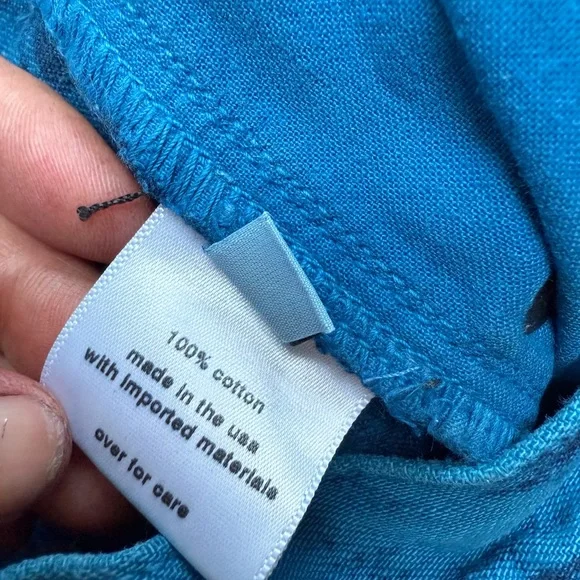 100% cotton
made in the usa
with imported materials
over for care